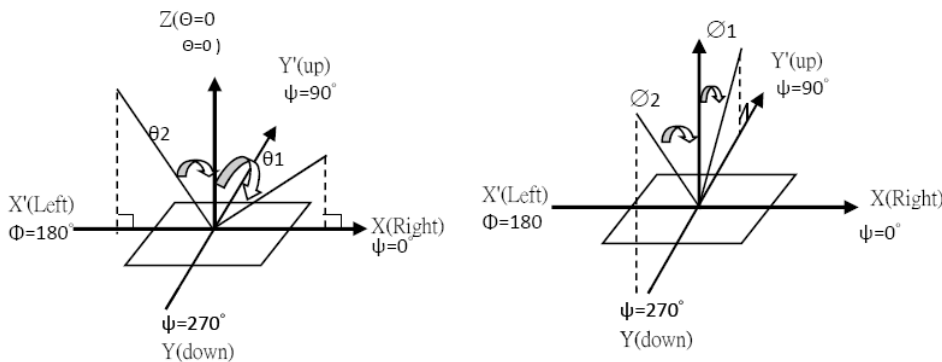 Z(Θ=0
Θ=0 )
Y'(up)
ψ=90°
θ2
θ1
X'(Left)
Φ=180°
X(Right)
ψ=0°
ψ=270°
Y(down)
∅1
Y'(up)
ψ=90°
∅2
X'(Left)
Φ=180
X(Right)
ψ=0°
ψ=270°
Y(down)